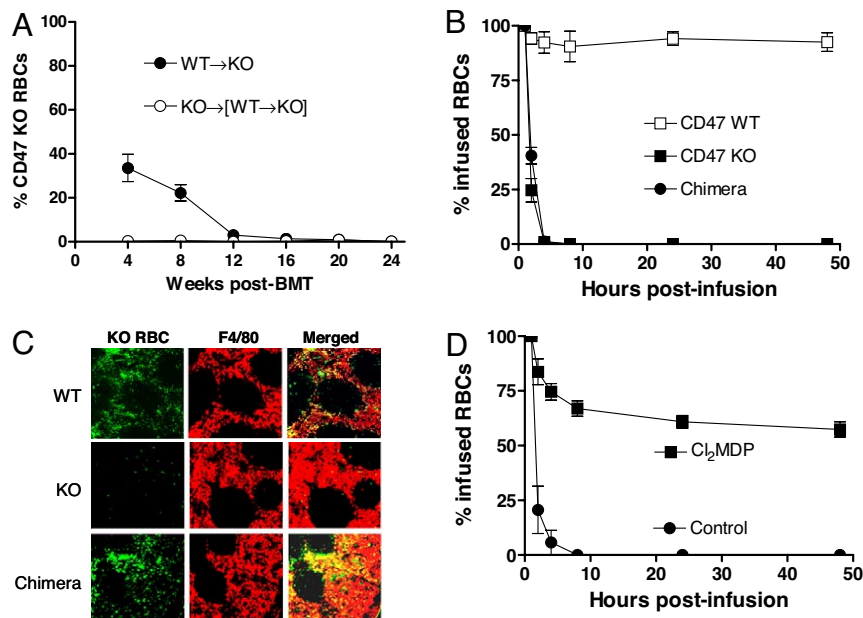 A
% CD47 KO RBCs
100
80
60
40
20
0
WT→KO
KO→[WT→KO]
0 4 8 12 16 20 24
Weeks post-BMT
B
% infused RBCs
100
75
50
25
0
CD47 WT
CD47 KO
Chimera
0 10 20 30 40 50
Hours post-infusion
C
KO RBC F4/80 Merged
WT
KO
Chimera
D
% infused RBCs
100
75
50
25
0
Cl₂MDP
Control
0 10 20 30 40 50
Hours post-infusion